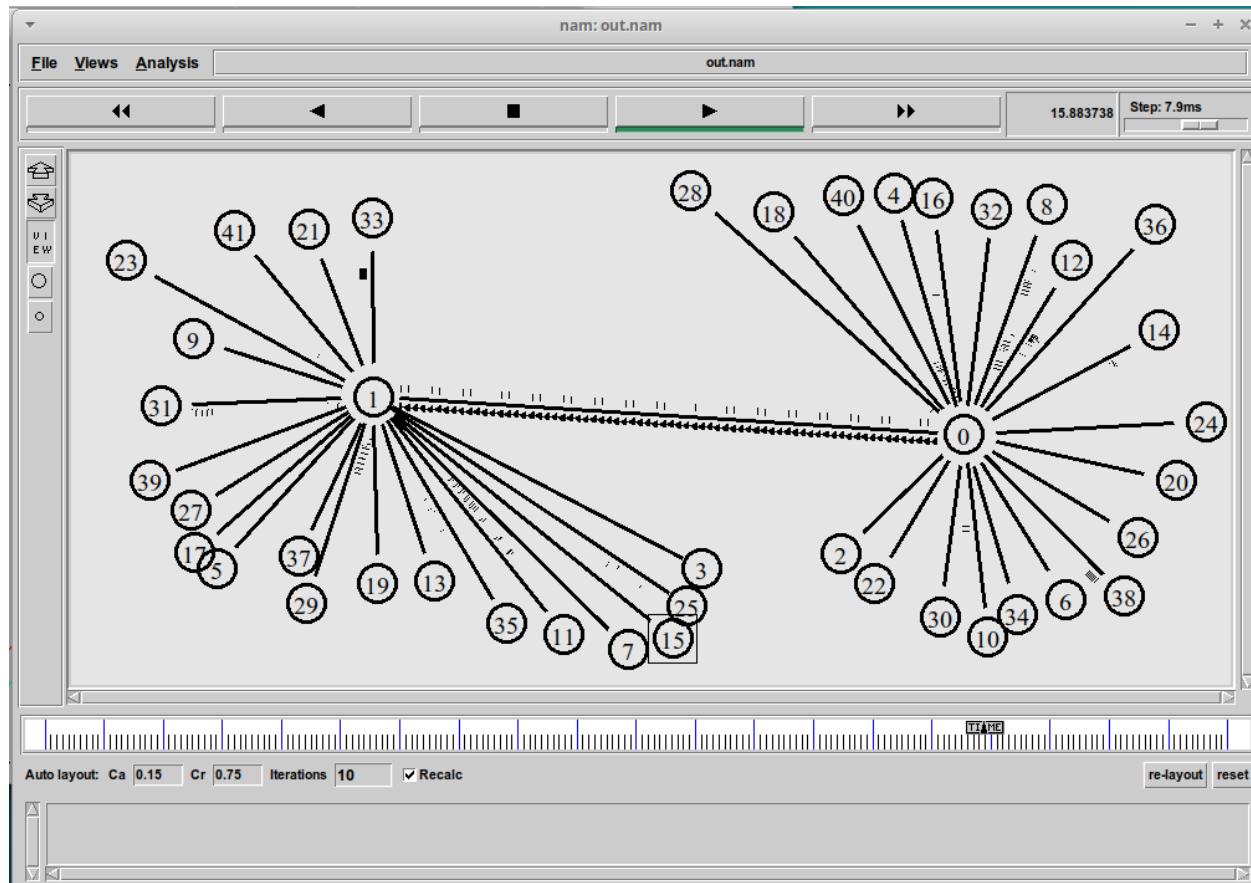 nam: out.nam
File Views Analysis out.nam
15.883738 Step: 7.9ms
VI
EW
28 18 40 4 16 32 8 36
33 41 21 23 12
9 14
31 1 0 24
39 27 17 5 37 29 19 13 35 11 7 15 25 3
2 22 30 10 34 6 38 26 20
TIME
Auto layout: Ca 0.15 Cr 0.75 Iterations 10 Recalc re-layout reset